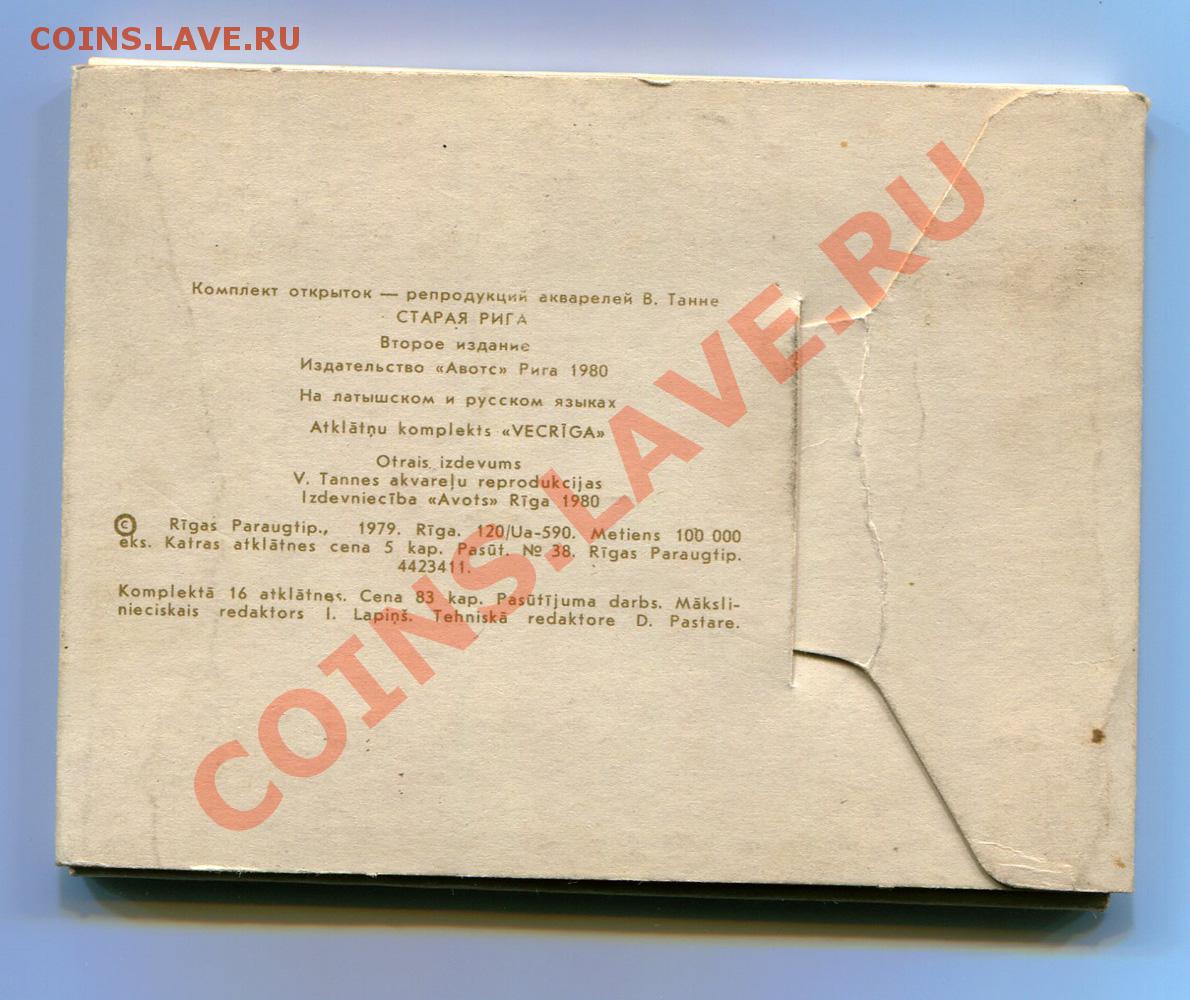 COINS.LAVE.RU
Комплект открыток — репродукций акварелей В. Танне
СТАРАЯ РИГА
Второе издание
Издательство «Авотс» Рига 1980
На латышском и русском языках
Atklātņu komplekts «VECRĪGA»
Otrais izdevums
V. Tannes akvareļu reprodukcijas
Izdevniecība «Avots» Rīga 1980
© Rīgas Paraugtip., 1979. Rīga. 120/Ua-590. Metiens 100 000
eks. Katras atklātnes cena 5 kap. Pasūt. № 38. Rīgas Paraugtip.
4423411.
Komplektā 16 atklātnes. Cena 83 kap. Pasūtījuma darbs. Māksli-
nieciskais redaktors I. Lapiņš. Tehniskā redaktore D. Pastare.
COINS.LAVE.RU